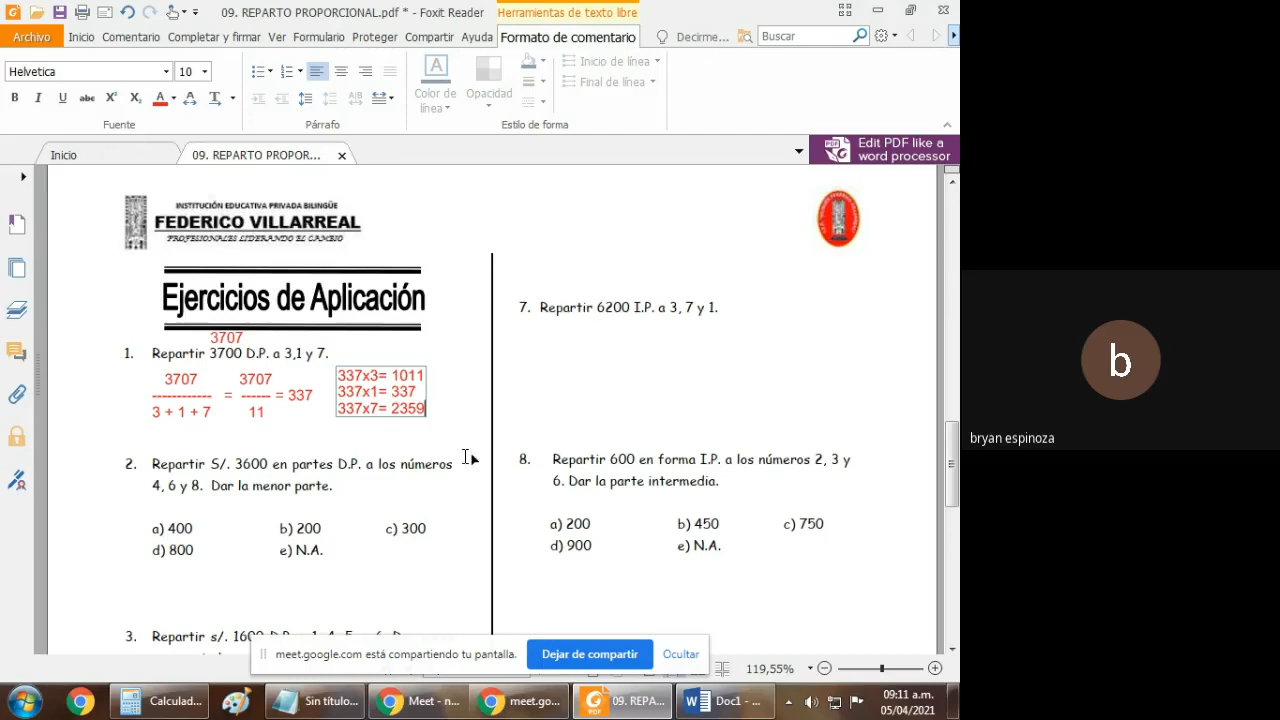 09. REPARTO PROPORCIONAL.pdf * - Foxit Reader
Herramientas de texto libre
Archivo Inicio Comentario Completar y firmar Ver Formulario Proteger Compartir Ayuda Formato de comentario Decirme... Buscar
Helvetica 10
Color de línea
Opacidad
Inicio de línea
Final de línea
Fuente Párrafo Estilo de forma
Inicio
09. REPARTO PROPOR...
Edit PDF like a
word processor
INSTITUCIÓN EDUCATIVA PRIVADA BILINGÜE
FEDERICO VILLARREAL
PROFESIONALES LIDERANDO EL CAMBIO
Ejercicios de Aplicación
3707
1. Repartir 3700 D.P. a 3,1 y 7.
3707 3707
------------ = ------ = 337
3 + 1 + 7 11
337x3= 1011
337x1= 337
337x7= 2359
2. Repartir S/. 3600 en partes D.P. a los números
4, 6 y 8. Dar la menor parte.
a) 400 b) 200 c) 300
d) 800 e) N.A.
3. Repartir s/. 1600
7. Repartir 6200 I.P. a 3, 7 y 1.
8. Repartir 600 en forma I.P. a los números 2, 3 y
6. Dar la parte intermedia.
a) 200 b) 450 c) 750
d) 900 e) N.A.
meet.google.com está compartiendo tu pantalla. Dejar de compartir Ocultar
119,55%
b
bryan espinoza
Calculad... Sin título... Meet - n... meet.go... 09. REPA... Doc1 - ...
09:11 a.m.
05/04/2021